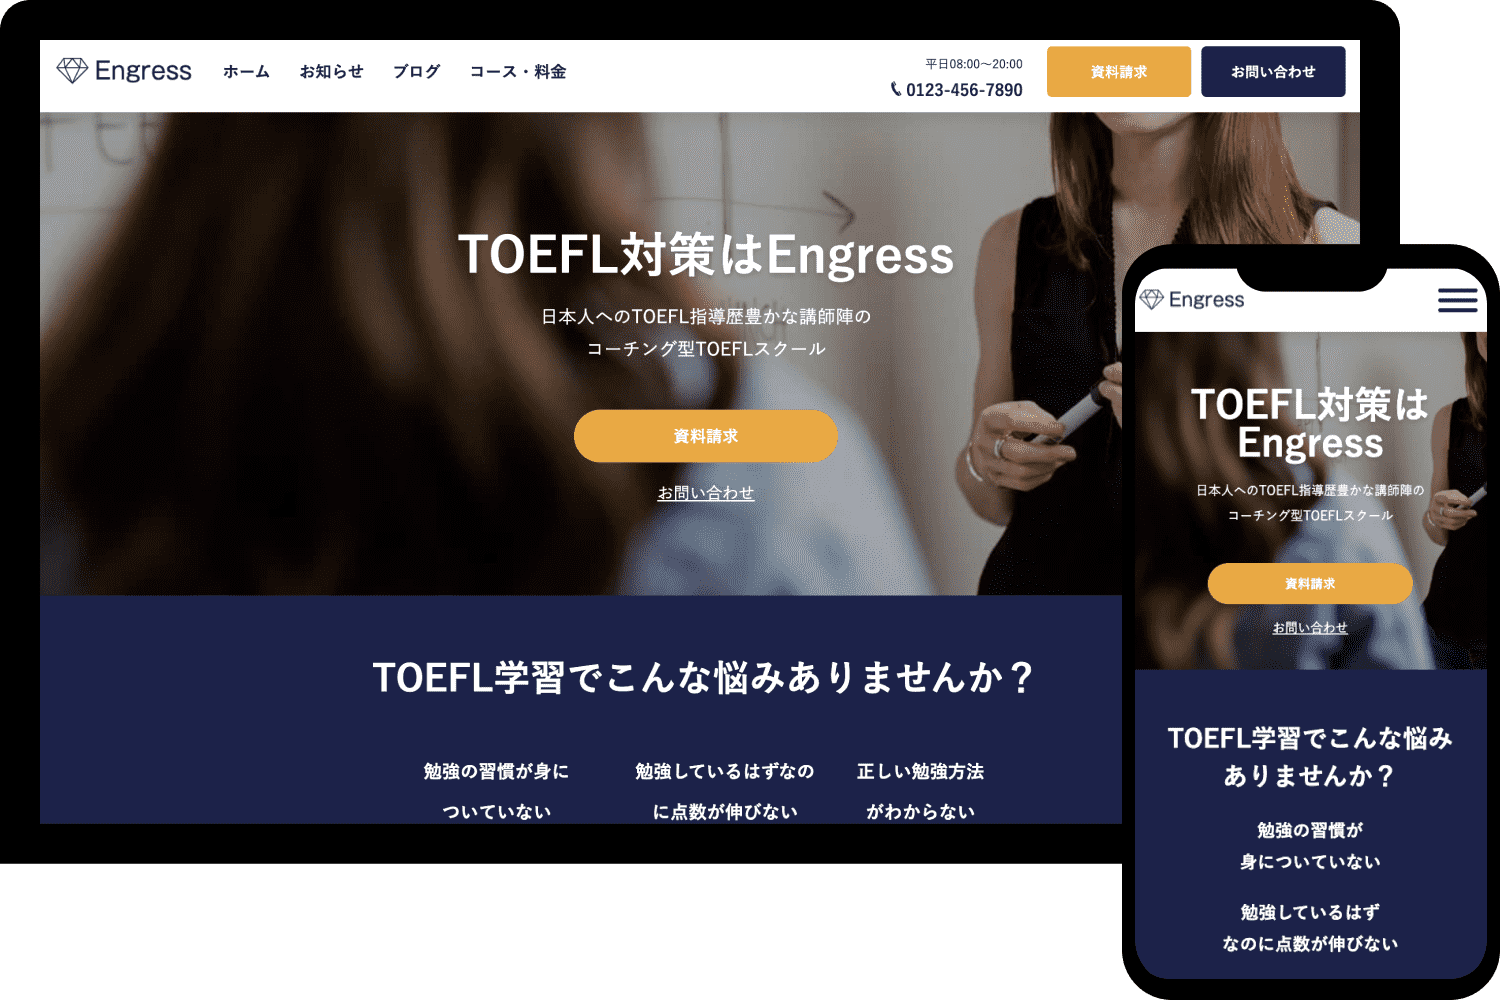 Engress
ホーム
お知らせ
ブログ
コース・料金
平日08:00〜20:00
0123-456-7890
資料請求
お問い合わせ
TOEFL対策はEngress
日本人へのTOEFL指導歴豊かな講師陣の
コーチング型TOEFLスクール
資料請求
お問い合わせ
TOEFL学習でこんな悩みありませんか？
勉強の習慣が身に
ついていない
勉強しているはずなの
に点数が伸びない
正しい勉強方法
がわからない
Engress
TOEFL対策は
Engress
日本人へのTOEFL指導歴豊かな講師陣の
コーチング型TOEFLスクール
資料請求
お問い合わせ
TOEFL学習でこんな悩み
ありませんか？
勉強の習慣が
身についていない
勉強しているはず
なのに点数が伸びない